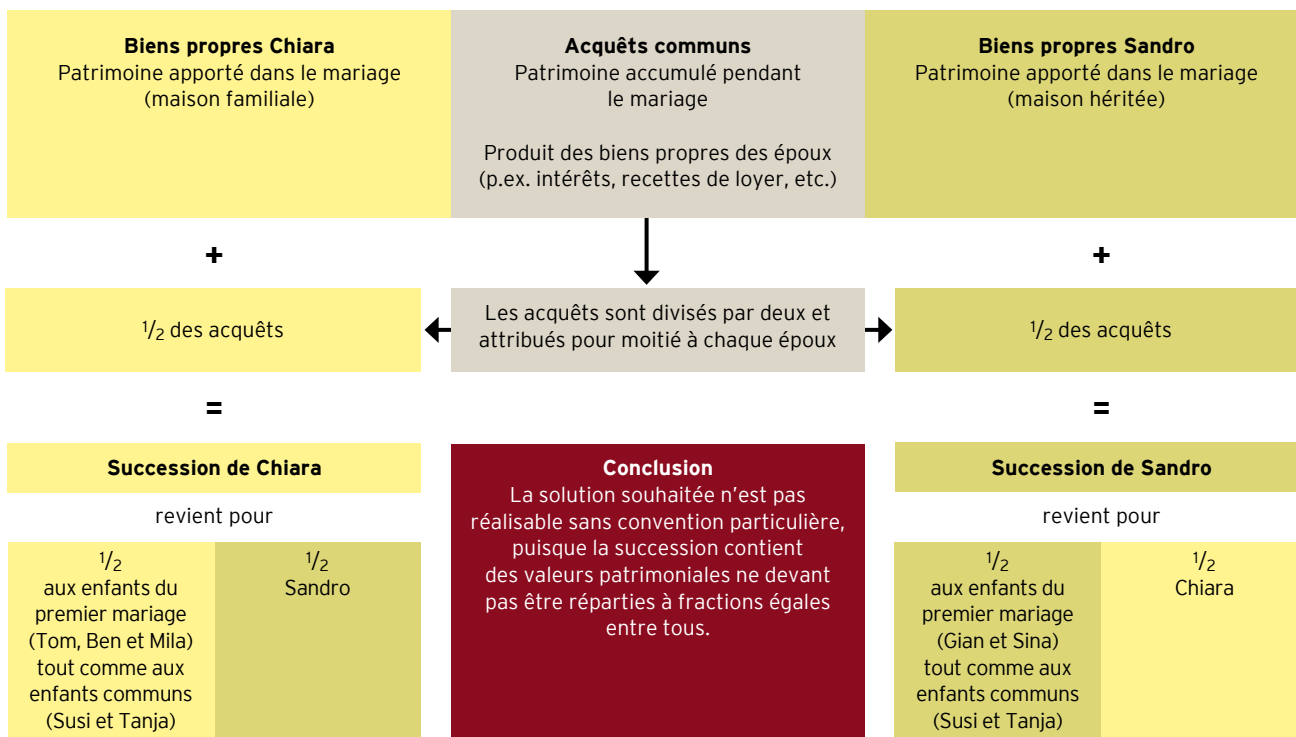 Biens propres Chiara
Patrimoine apporté dans le mariage
(maison familiale)
Acquêts communs
Patrimoine accumulé pendant
le mariage
Produit des biens propres des époux
(p.ex. intérêts, recettes de loyer, etc.)
Biens propres Sandro
Patrimoine apporté dans le mariage
(maison héritée)
+
+
1/2 des acquêts
Les acquêts sont divisés par deux et
attribués pour moitié à chaque époux
1/2 des acquêts
=
=
Succession de Chiara
revient pour
1/2
aux enfants du
premier mariage
(Tom, Ben et Mila)
tout comme aux
enfants communs
(Susi et Tanja)
1/2
Sandro
Conclusion
La solution souhaitée n'est pas
réalisable sans convention particulière,
puisque la succession contient
des valeurs patrimoniales ne devant
pas être réparties à fractions égales
entre tous.
Succession de Sandro
revient pour
1/2
aux enfants du
premier mariage
(Gian et Sina)
tout comme aux
enfants communs
(Susi et Tanja)
1/2
Chiara